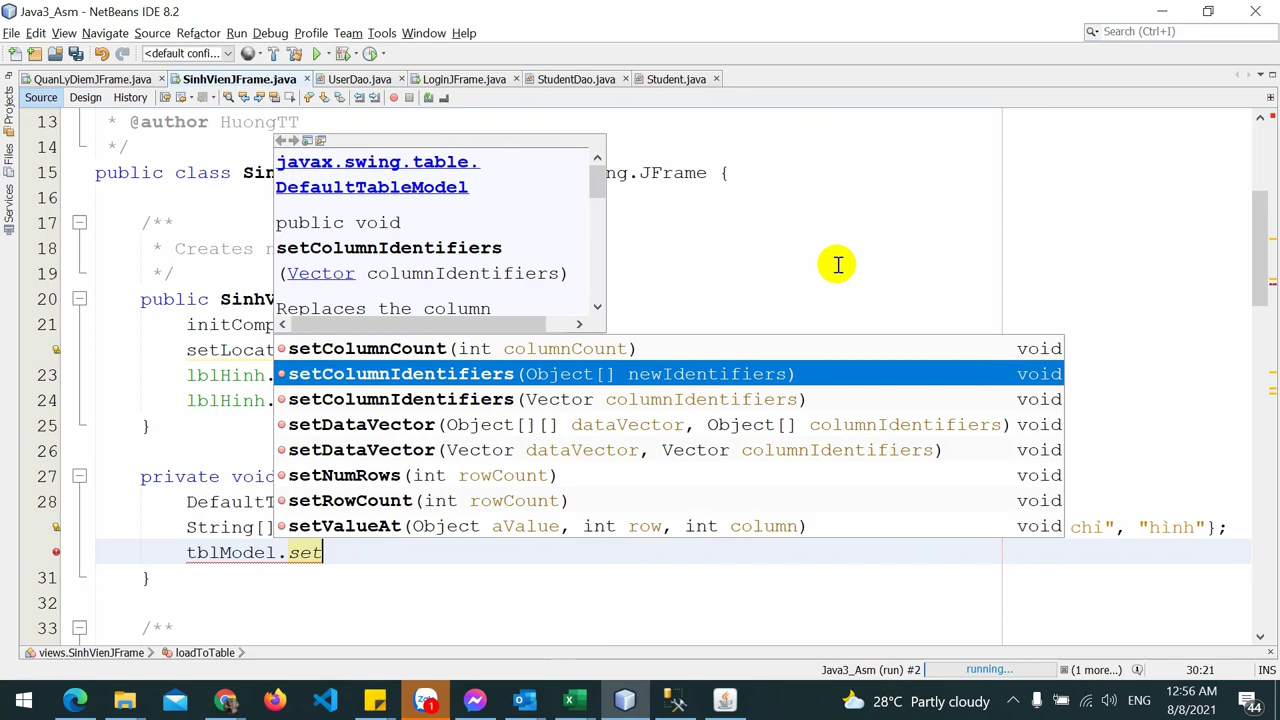 Java3_Asm - NetBeans IDE 8.2
File Edit View Navigate Source Refactor Run Debug Profile Team Tools Window Help
Search (Ctrl+I)
<default confi...
QuanLyDiemJFrame.java SinhVienJFrame.java UserDao.java LoginJFrame.java StudentDao.java Student.java
Source Design History
Projects
Files
Services
13 * @author HuongTT
14 */
15 public class Sin ng.JFrame {
16
17 /**
18 * Creates n
19 */
20 public SinhV
21 initComp
setLocat
23 lblHinh.
24 lblHinh.
25 }
26
27 private void
28 DefaultT
String[] chi", "hình"};
tblModel.set
31 }
32
33 /**
javax.swing.table.
DefaultTableModel
public void
setColumnIdentifiers
(Vector columnIdentifiers)
Replaces the column
setColumnCount(int columnCount) void
setColumnIdentifiers(Object[] newIdentifiers) void
setColumnIdentifiers(Vector columnIdentifiers) void
setDataVector(Object[][] dataVector, Object[] columnIdentifiers) void
setDataVector(Vector dataVector, Vector columnIdentifiers) void
setNumRows(int rowCount) void
setRowCount(int rowCount) void
setValueAt(Object aValue, int row, int column) void
views.SinhVienJFrame loadToTable
Java3_Asm (run) #2 running... (1 more...) 30:21 INS
1 28°C Partly cloudy ENG 12:56 AM
8/8/2021 44